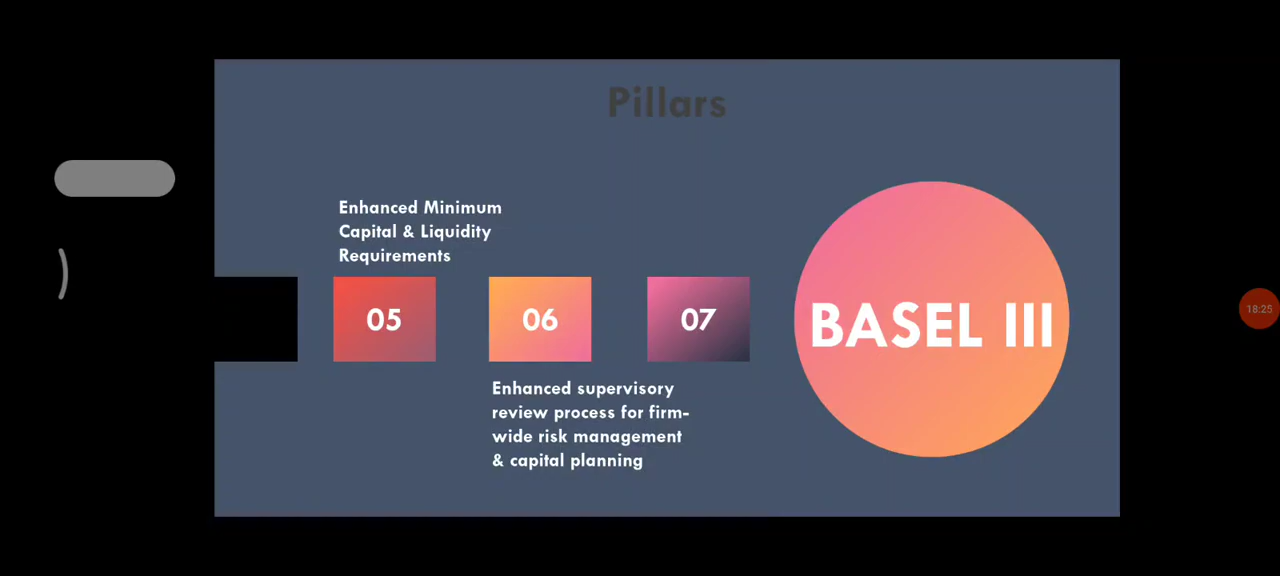 Pillars
Enhanced Minimum
Capital & Liquidity
Requirements
05
06
07
BASEL III
Enhanced supervisory
review process for firm-
wide risk management
& capital planning
18:25